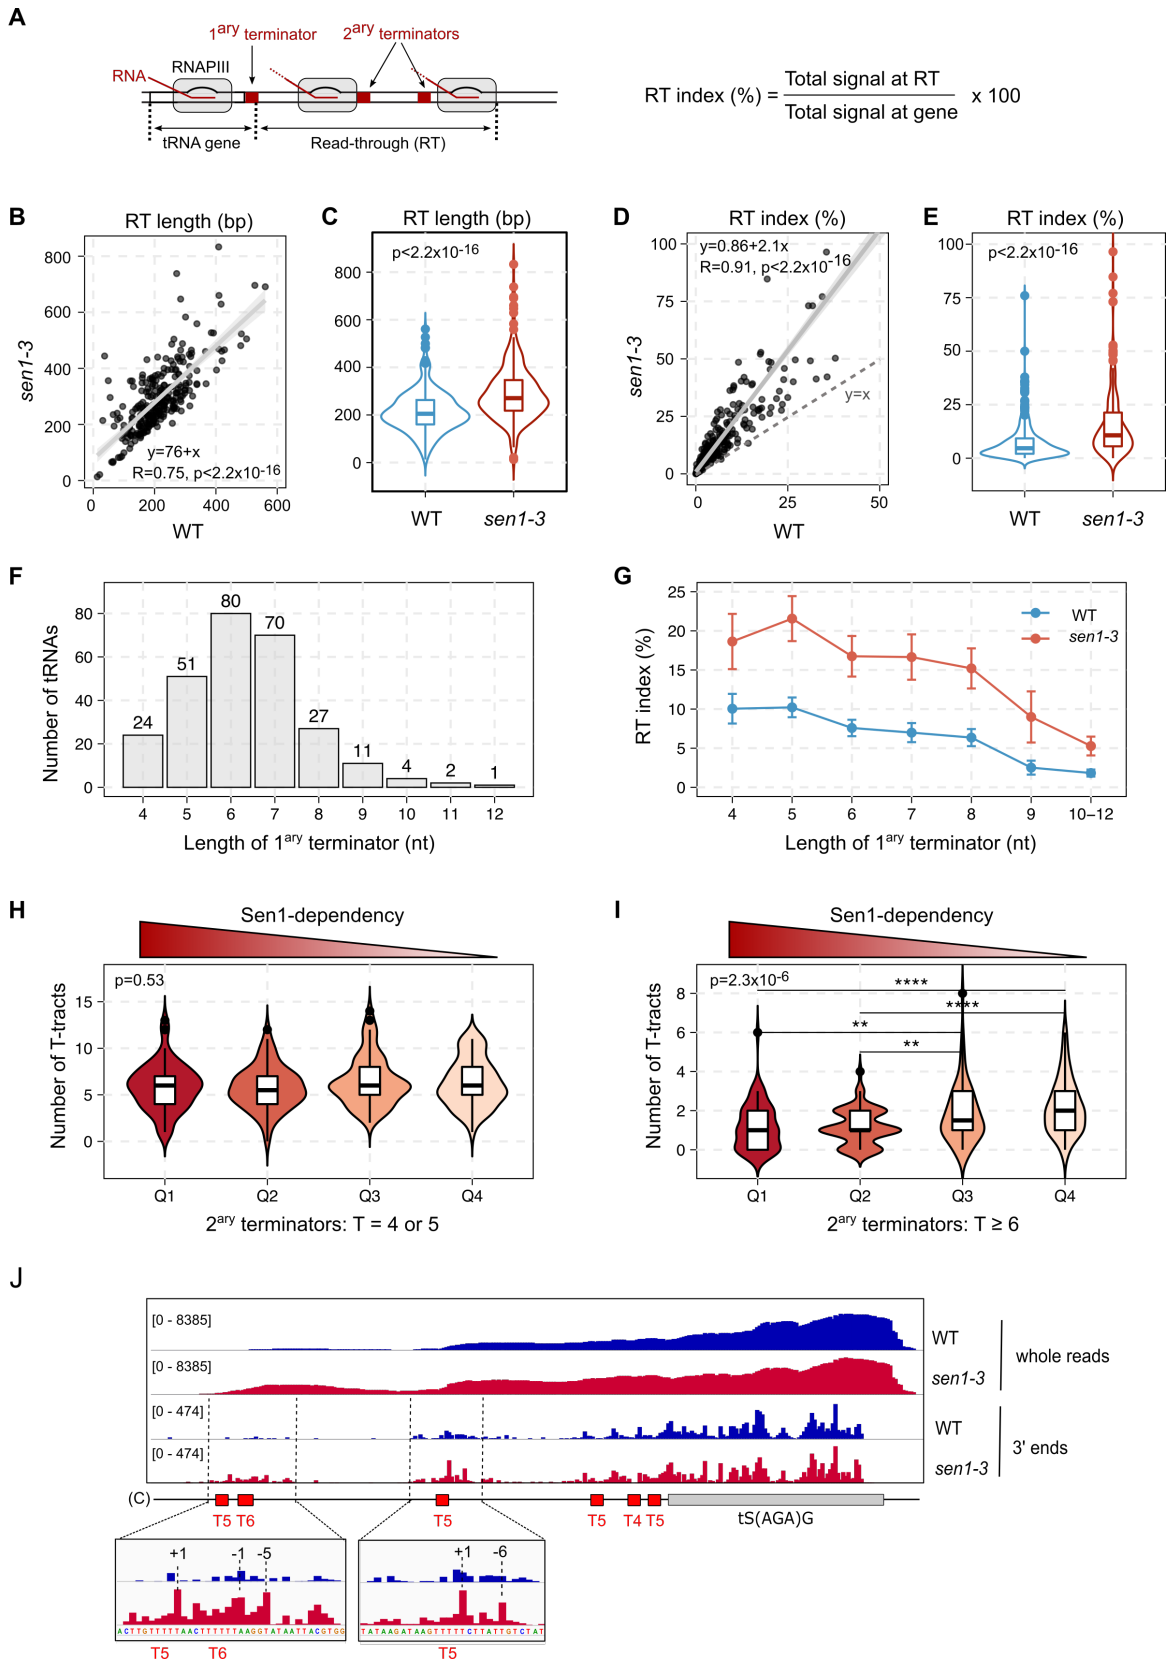 A
1ary terminator
2ary terminators
RNA
RNAPIII
tRNA gene
Read-through (RT)
RT index (%) = Total signal at RT / Total signal at gene x 100
B
RT length (bp)
800
600
400
200
0
sen1-3
y=76+x
R=0.75, p<2.2x10-16
0 200 400 600
WT
C
RT length (bp)
p<2.2x10-16
800
600
400
200
0
WT sen1-3
D
RT index (%)
100
75
50
25
0
sen1-3
y=0.86+2.1x
R=0.91, p<2.2x10-16
y=x
0 25 50
WT
E
RT index (%)
p<2.2x10-16
100
75
50
25
0
WT sen1-3
F
Number of tRNAs
80
60
40
20
0
24 51 80 70 27 11 4 2 1
4 5 6 7 8 9 10 11 12
Length of 1ary terminator (nt)
G
RT index (%)
25
20
15
10
5
0
WT
sen1-3
4 5 6 7 8 9 10–12
Length of 1ary terminator (nt)
H
Sen1-dependency
p=0.53
Number of T-tracts
15
10
5
0
Q1 Q2 Q3 Q4
2ary terminators: T = 4 or 5
I
Sen1-dependency
p=2.3x10-6
Number of T-tracts
8
6
4
2
0
****
****
**
**
Q1 Q2 Q3 Q4
2ary terminators: T ≥ 6
J
[0 - 8385]
WT
[0 - 8385]
sen1-3
whole reads
[0 - 474]
WT
[0 - 474]
sen1-3
3' ends
(C)
T5 T6 T5 T5 T4 T5 tS(AGA)G
+1 -1 -5
ACTTGTTTTTAACTTTTTTAAGGTATAATTACGTGG
T5 T6
+1 -6
TATAAGATAAGTTTTTCTTATTGTCTAT
T5